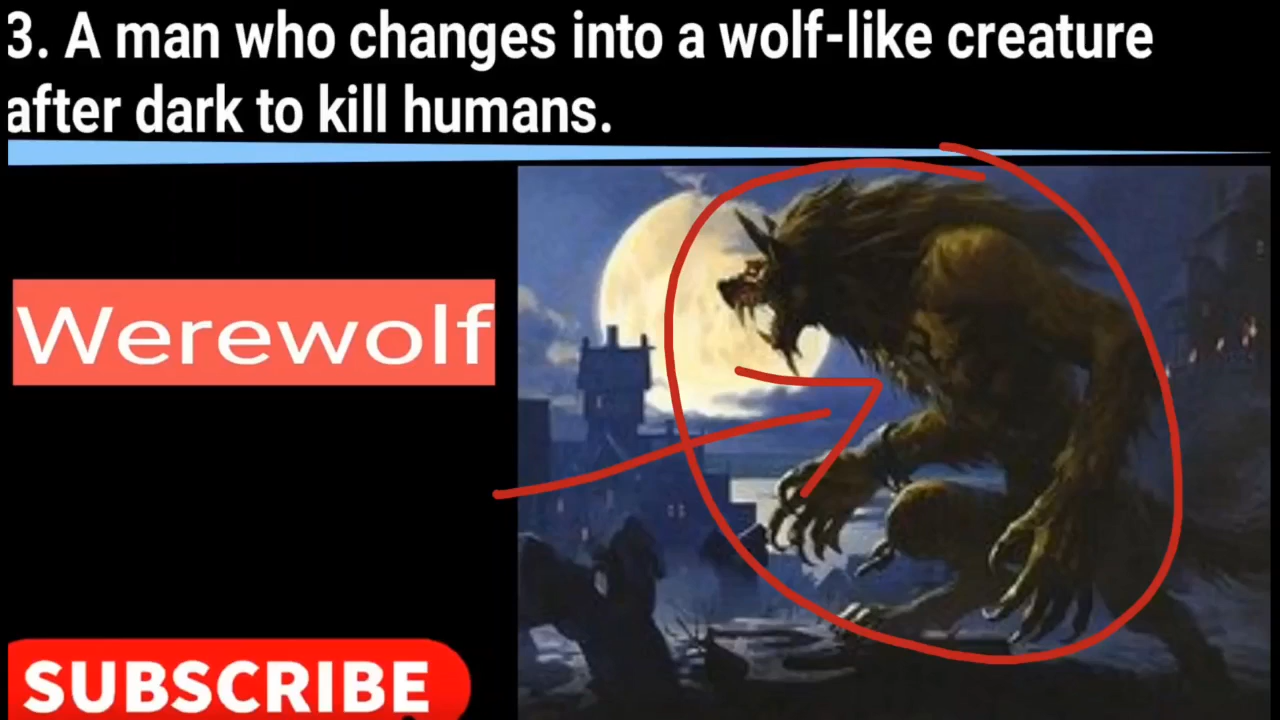 3. A man who changes into a wolf-like creature
after dark to kill humans.
Werewolf
SUBSCRIBE